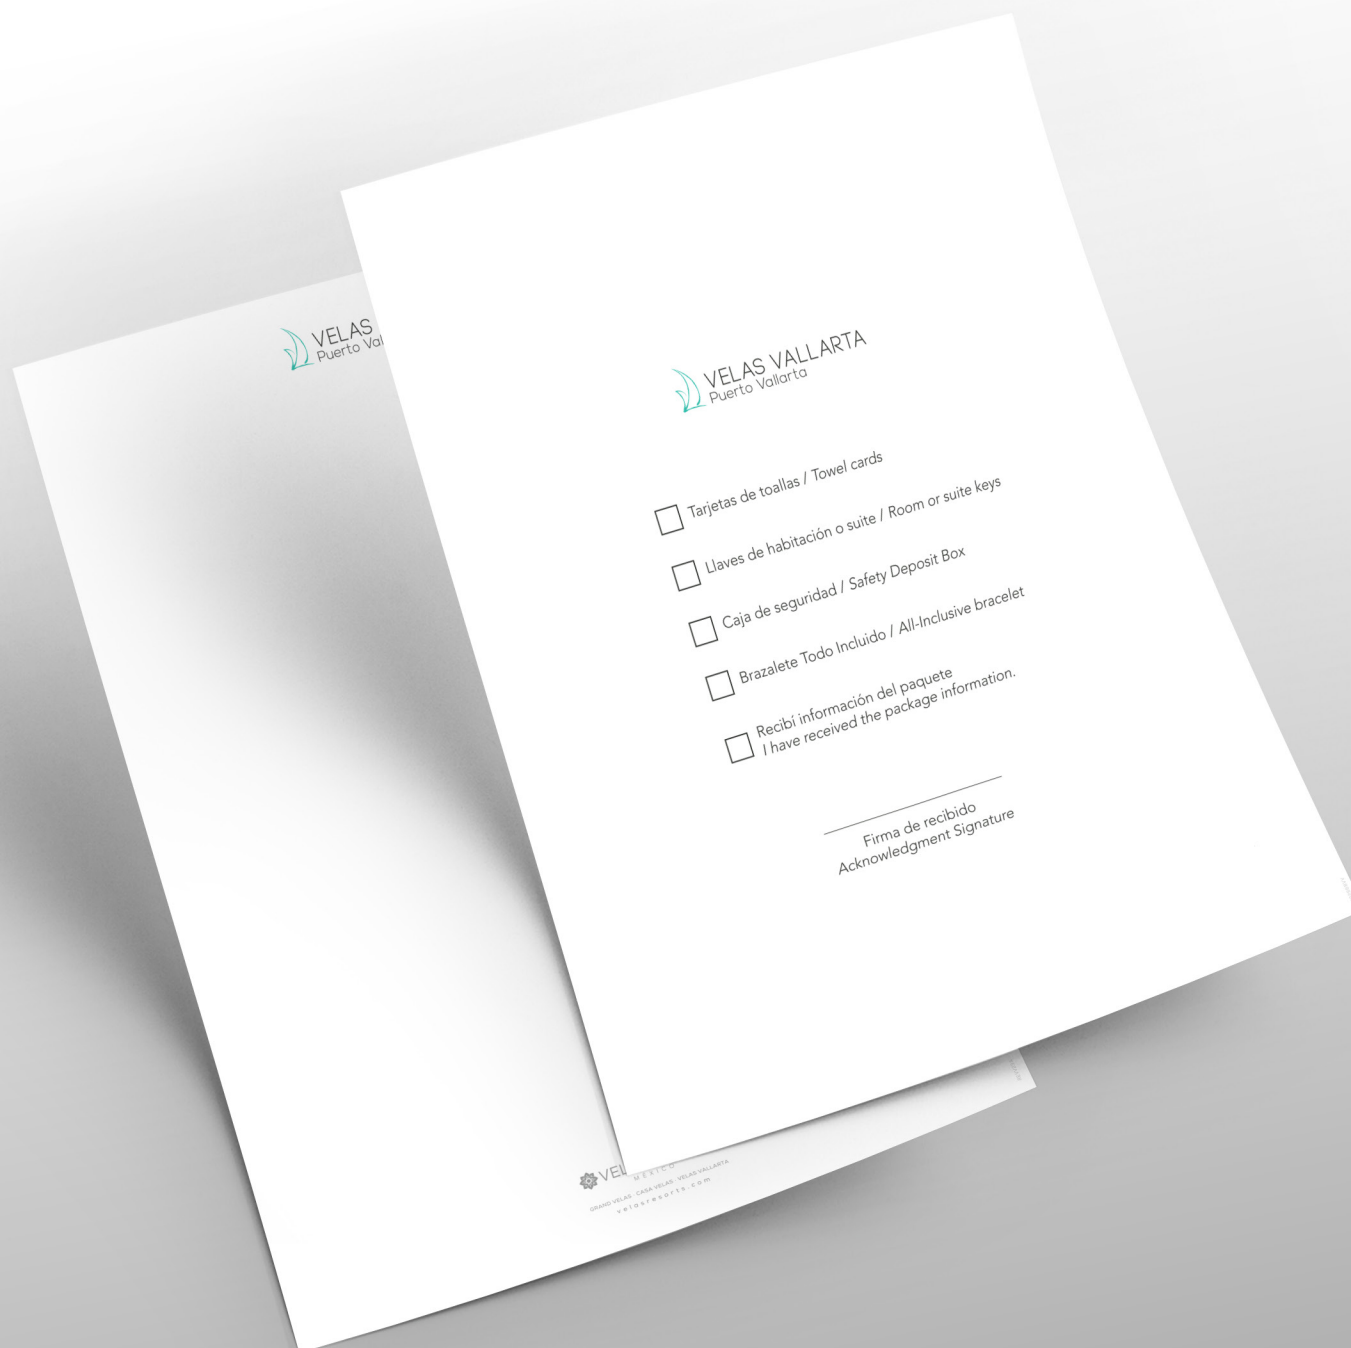 VELAS
Puerto Val
VELAS VALLARTA
Puerto Vallarta
Tarjetas de toallas / Towel cards
Llaves de habitación o suite / Room or suite keys
Caja de seguridad / Safety Deposit Box
Brazalete Todo Incluido / All-Inclusive bracelet
Recibí información del paquete
I have received the package information.
Firma de recibido
Acknowledgment Signature
VEL
MÉXICO
GRAND VELAS . CASA VELAS . VELAS VALLARTA
velasresorts.com